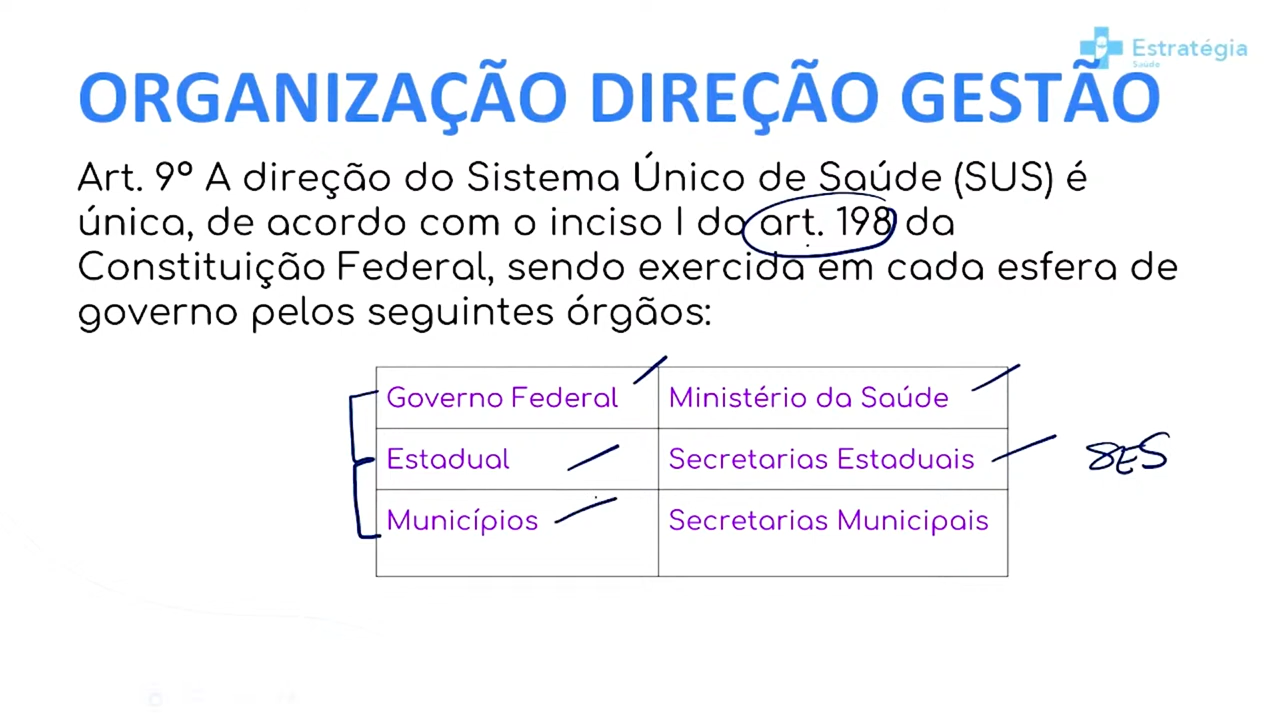 Estratégia
Saúde
ORGANIZAÇÃO DIREÇÃO GESTÃO
Art. 9º A direção do Sistema Único de Saúde (SUS) é
única, de acordo com o inciso I do art. 198 da
Constituição Federal, sendo exercida em cada esfera de
governo pelos seguintes órgãos:
Governo Federal Ministério da Saúde
Estadual Secretarias Estaduais SES
Municípios Secretarias Municipais